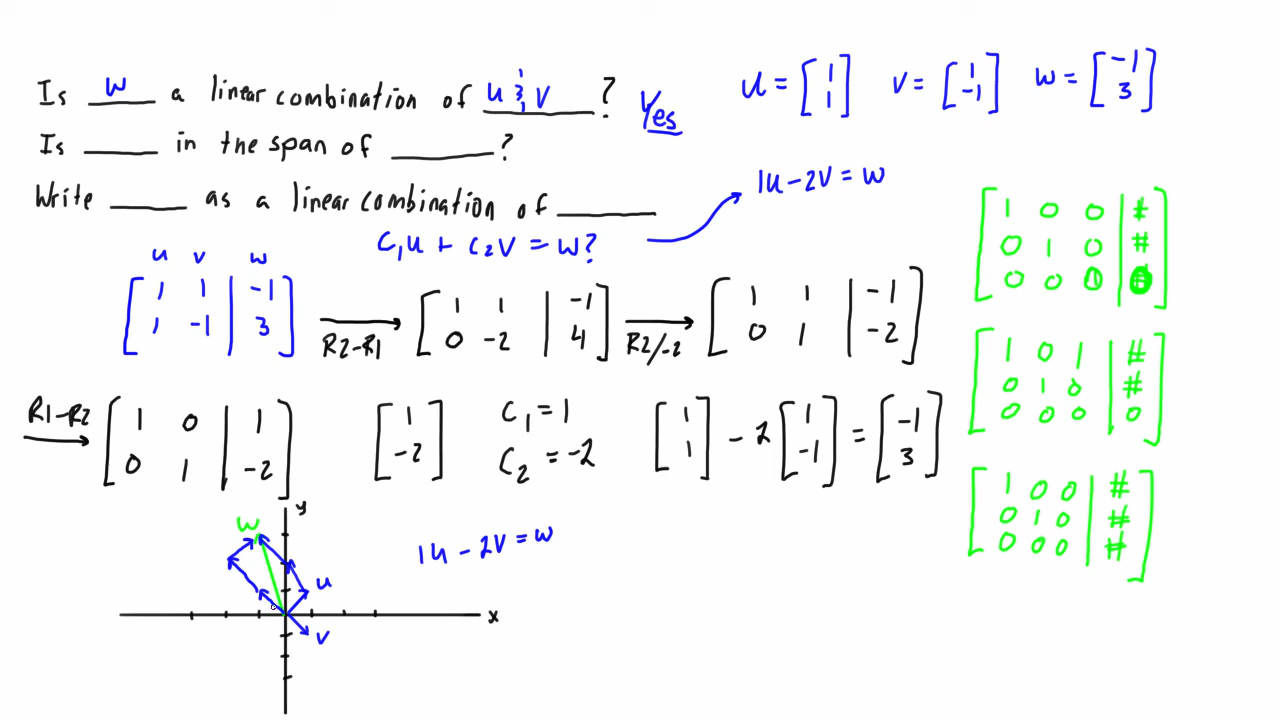 Is w a linear combination of u & v? Yes
u = [1 1] v = [1 -1] w = [-1 3]
Is ____ in the span of ____?
Write ____ as a linear combination of ____
1u - 2v = w
C₁u + C₂v = w?
u v w
[1 1 | -1
1 -1 | 3]
R2-R1
[1 1 | -1
0 -2 | 4]
R2/-2
[1 1 | -1
0 1 | -2]
R1-R2
[1 0 | 1
0 1 | -2]
[1
-2]
C₁ = 1
C₂ = -2
[1 1] - 2[1 -1] = [-1 3]
[1 0 0 | #
0 1 0 | #
0 0 0 | 0]
[1 0 1 | #
0 1 0 | #
0 0 0 | 0]
[1 0 0 | #
0 1 0 | #
0 0 0 | #]
y
w
u
v
x
1u - 2v = w